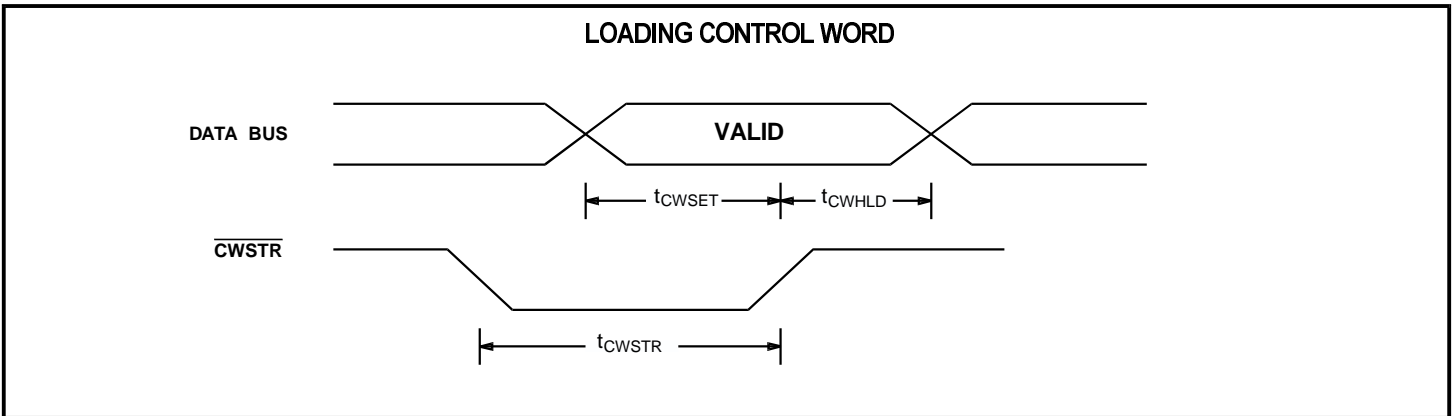 LOADING CONTROL WORD
DATA BUS
VALID
tCWSET
tCWHLD
CWSTR
tCWSTR